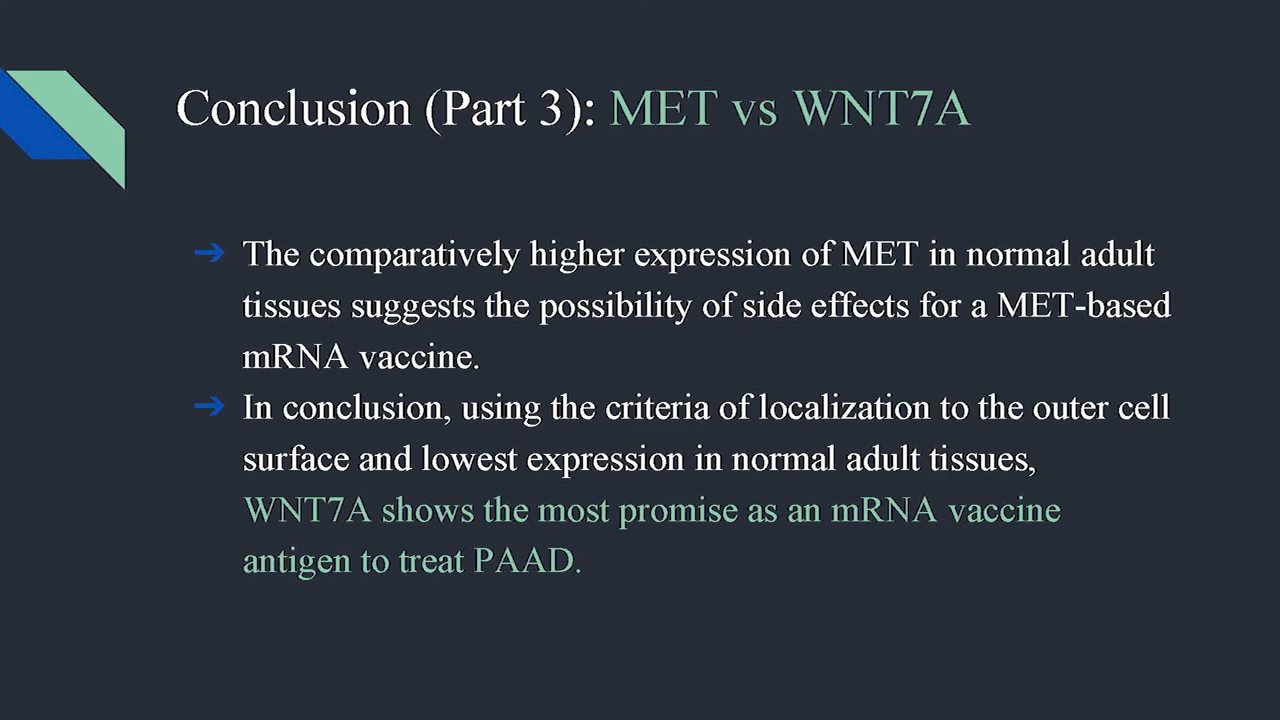 Conclusion (Part 3): MET vs WNT7A
➔ The comparatively higher expression of MET in normal adult
tissues suggests the possibility of side effects for a MET-based
mRNA vaccine.
➔ In conclusion, using the criteria of localization to the outer cell
surface and lowest expression in normal adult tissues,
WNT7A shows the most promise as an mRNA vaccine
antigen to treat PAAD.